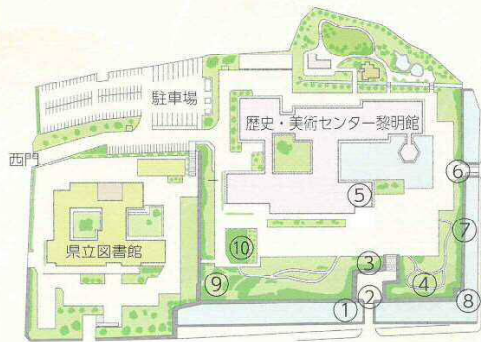 駐車場
歴史・美術センター黎明館
西門
⑥
⑤
県立図書館
⑦
⑩
③
⑨
④
①
②
⑧